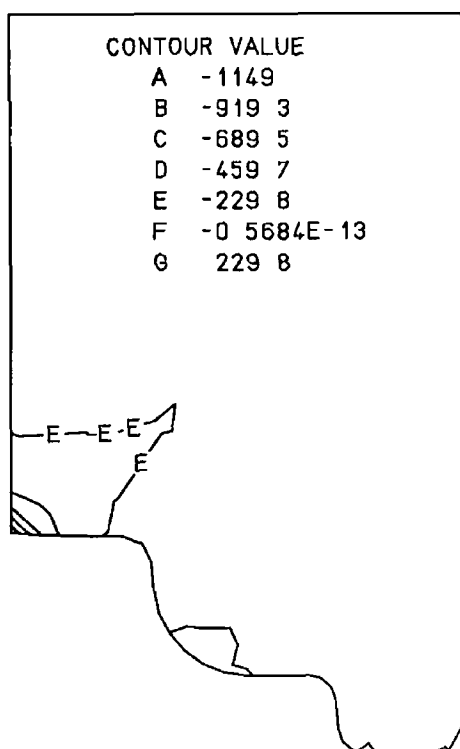 CONTOUR VALUE
A -1149
B -919 3
C -689 5
D -459 7
E -229 8
F -0 5684E-13
G 229 8
E E E
E